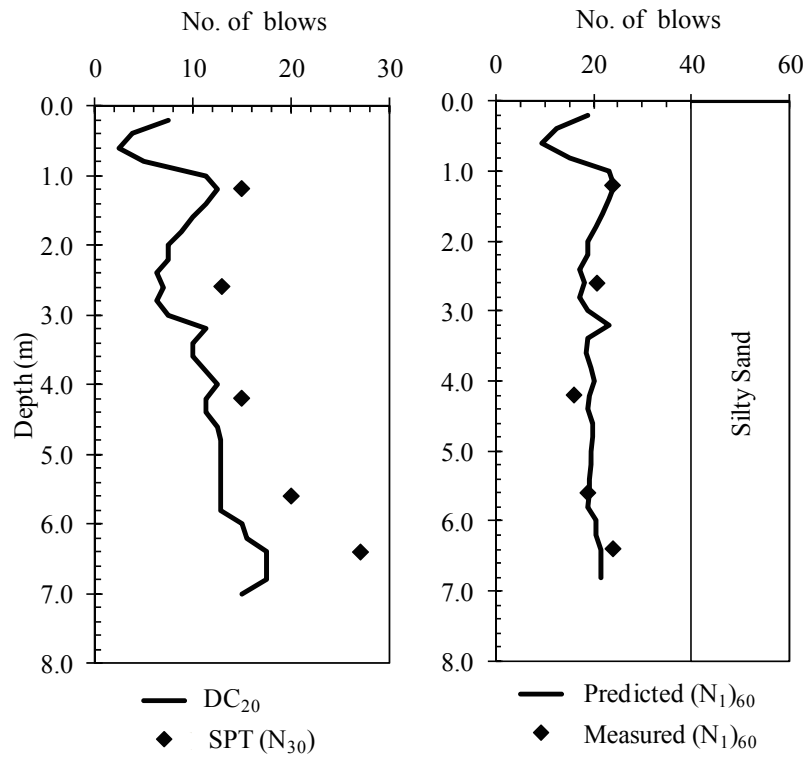 No. of blows
0 10 20 30
0.0
1.0
2.0
3.0
4.0
5.0
6.0
7.0
8.0
Depth (m)
DC20
SPT (N30)
No. of blows
0 20 40 60
0.0
1.0
2.0
3.0
4.0
5.0
6.0
7.0
8.0
Silty Sand
Predicted (N1)60
Measured (N1)60